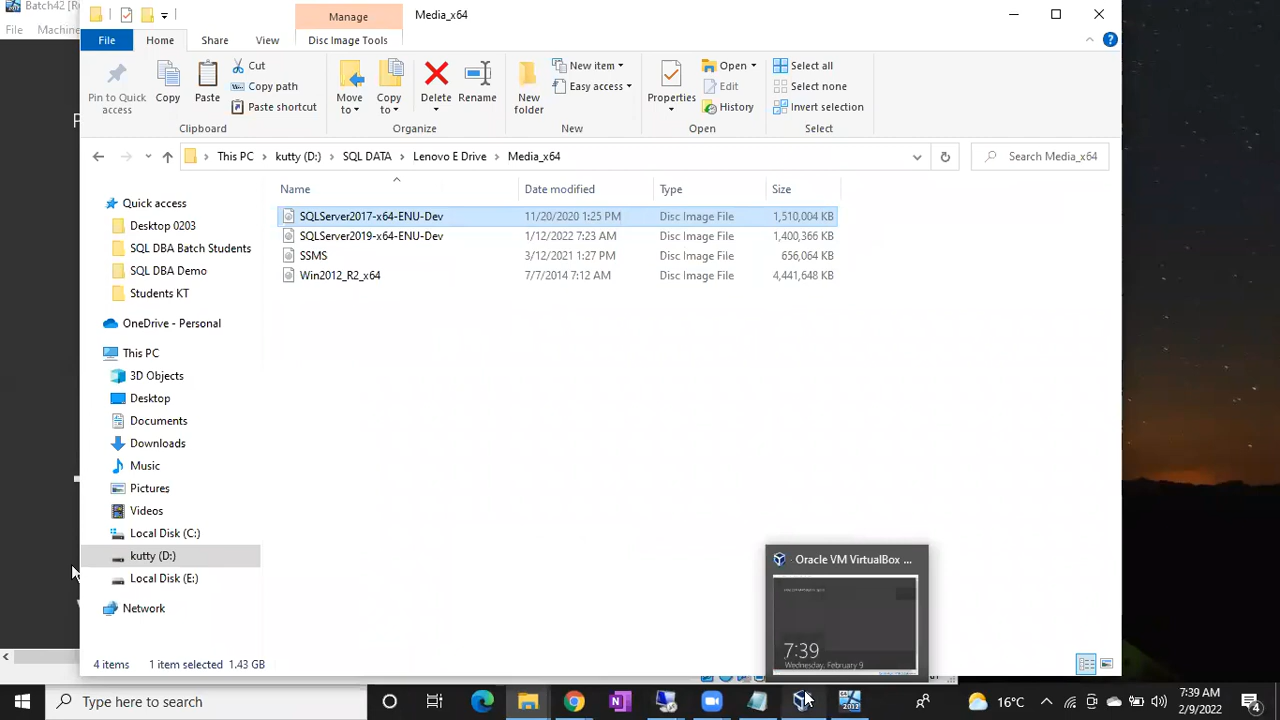 Batch42 [Ru
File Machine
Manage
Media_x64
File Home Share View Disc Image Tools
Pin to Quick access
Copy
Paste
Cut
Copy path
Paste shortcut
Clipboard
Move to
Copy to
Delete
Rename
Organize
New folder
New item
Easy access
New
Properties
Open
Edit
History
Open
Select all
Select none
Invert selection
Select
This PC kutty (D:) SQL DATA Lenovo E Drive Media_x64
Search Media_x64
Name Date modified Type Size
SQLServer2017-x64-ENU-Dev 11/20/2020 1:25 PM Disc Image File 1,510,004 KB
SQLServer2019-x64-ENU-Dev 1/12/2022 7:23 AM Disc Image File 1,400,366 KB
SSMS 3/12/2021 1:27 PM Disc Image File 656,064 KB
Win2012_R2_x64 7/7/2014 7:12 AM Disc Image File 4,441,648 KB
Quick access
Desktop 0203
SQL DBA Batch Students
SQL DBA Demo
Students KT
OneDrive - Personal
This PC
3D Objects
Desktop
Documents
Downloads
Music
Pictures
Videos
Local Disk (C:)
kutty (D:)
Local Disk (E:)
Network
Oracle VM VirtualBox ...
7:39
Wednesday, February 9
4 items 1 item selected 1.43 GB
Type here to search
2012
16°C
7:39 AM
2/9/2022
4